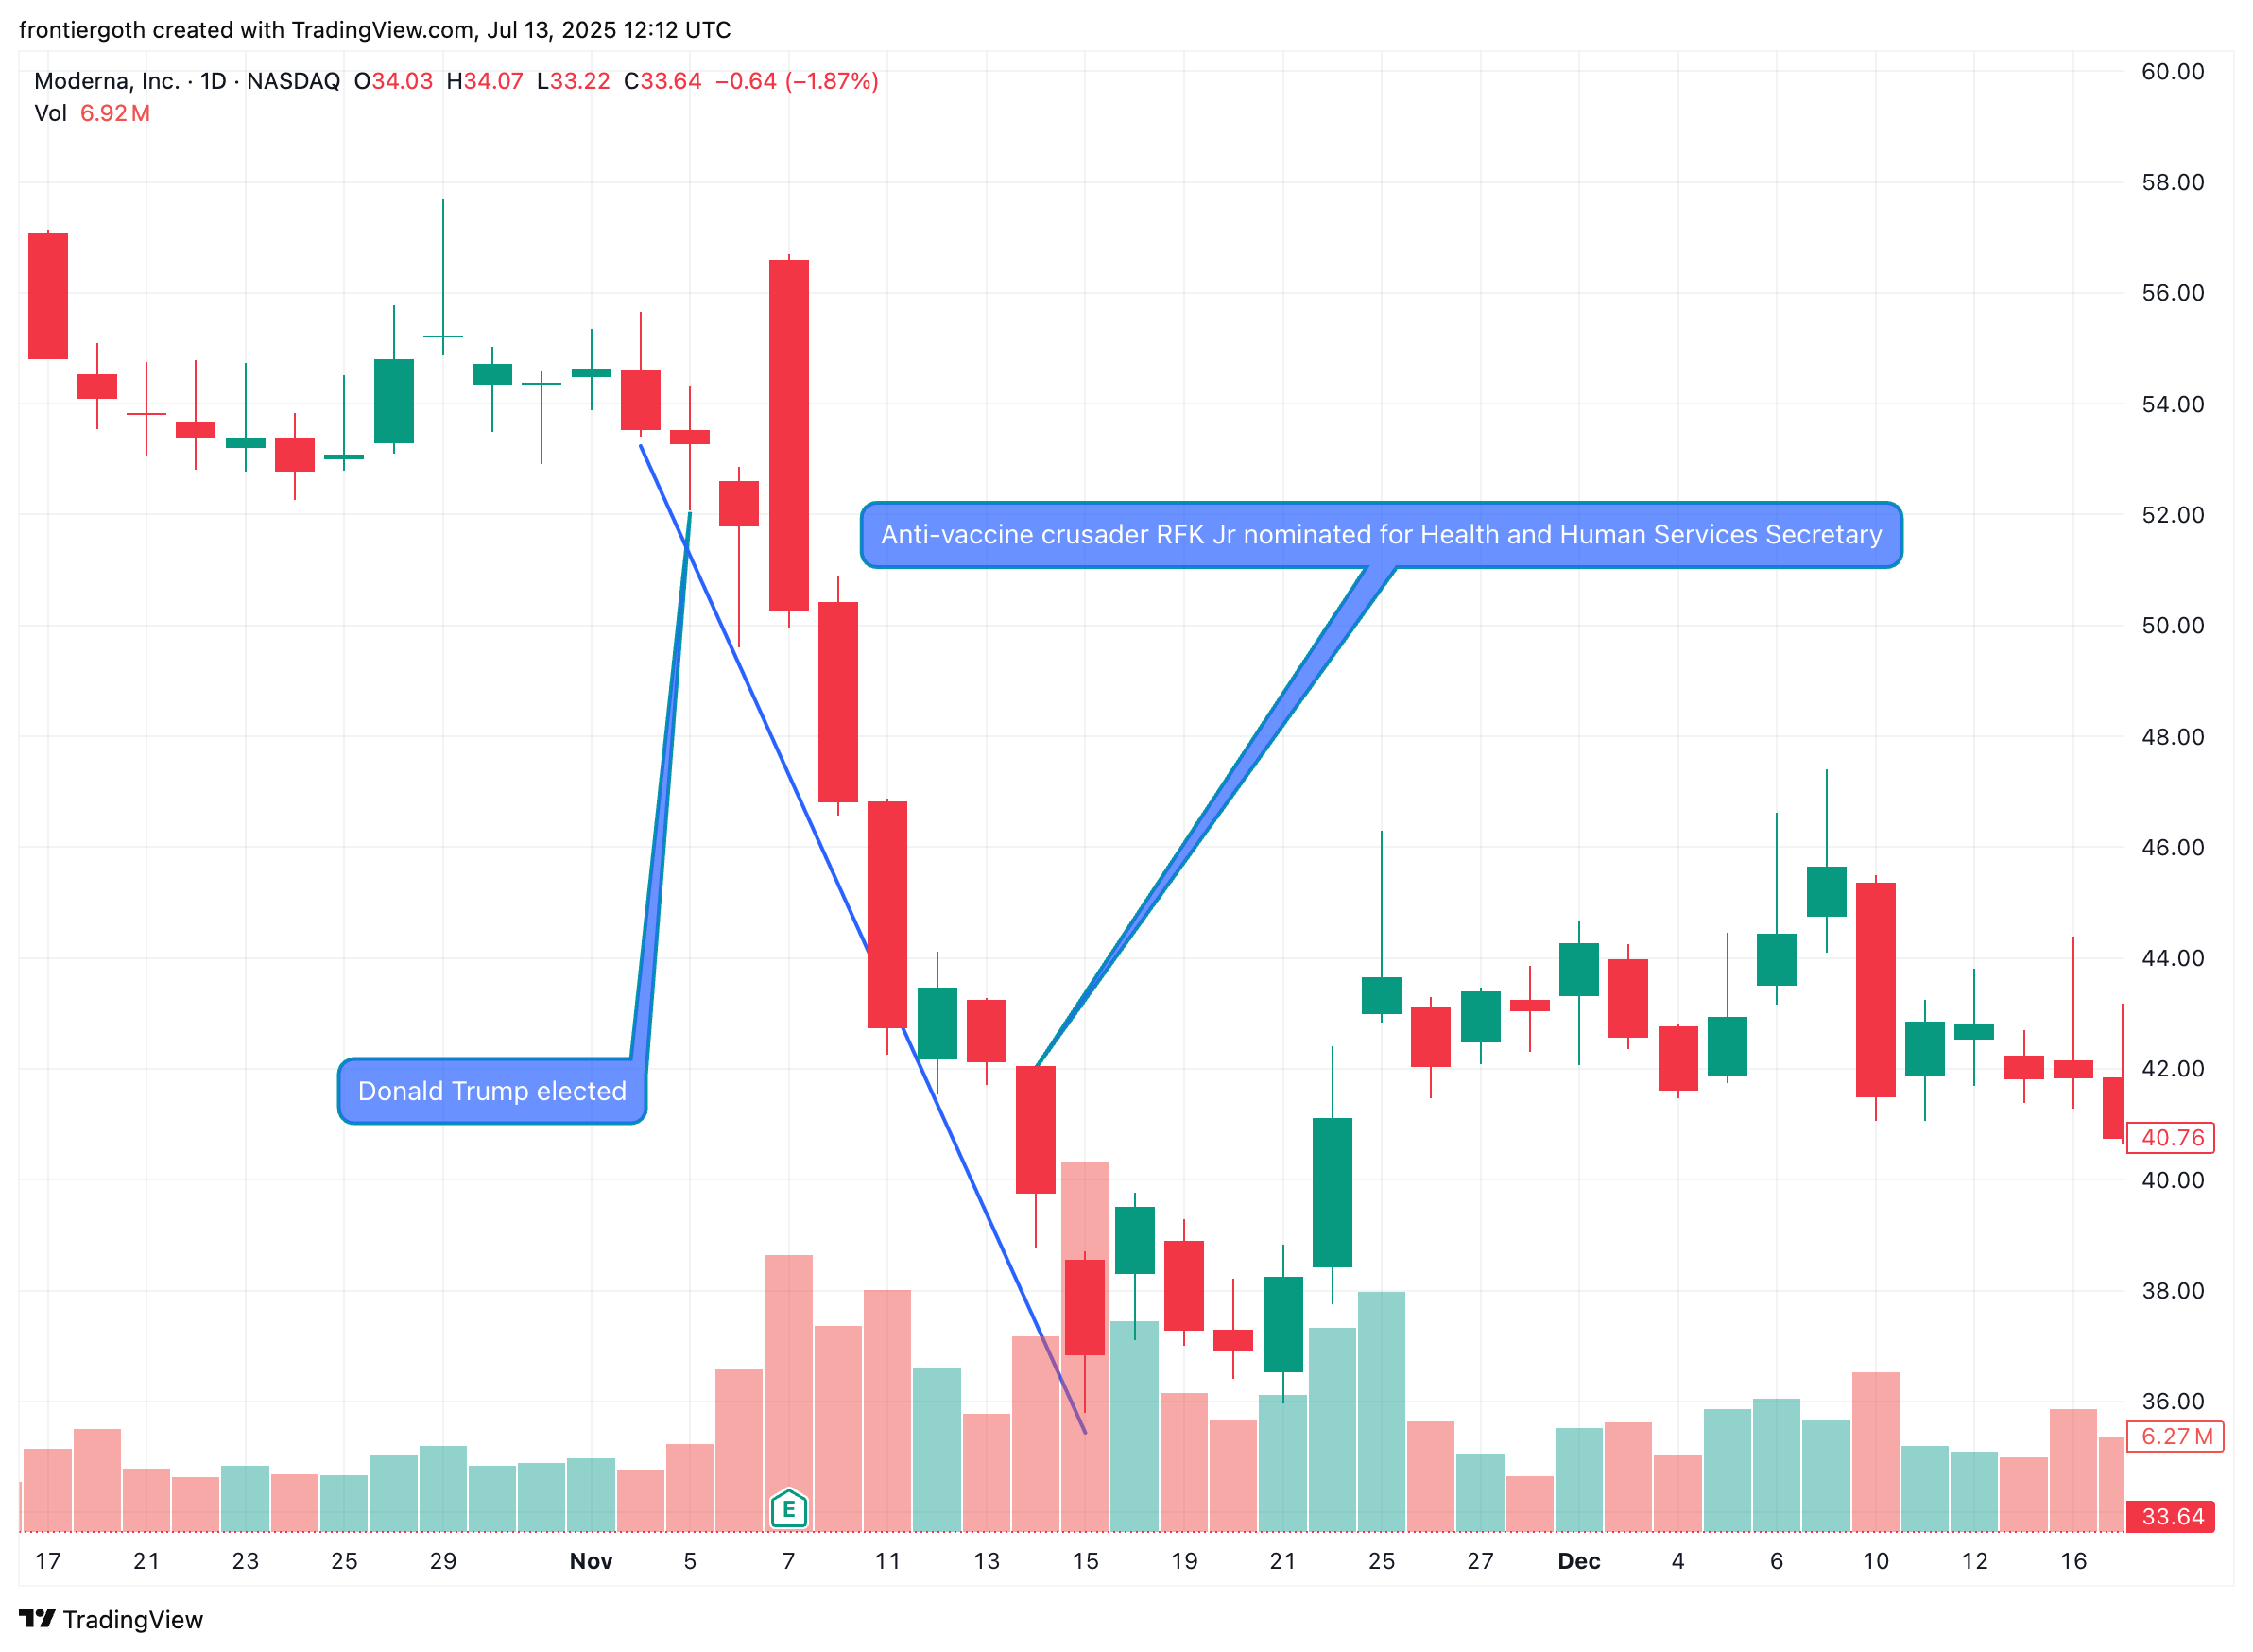 frontiergoth created with TradingView.com, Jul 13, 2025 12:12 UTC
Moderna, Inc. · 1D · NASDAQ O34.03 H34.07 L33.22 C33.64 −0.64 (−1.87%)
Vol 6.92 M
60.00
58.00
56.00
54.00
52.00
Anti-vaccine crusader RFK Jr nominated for Health and Human Services Secretary
50.00
48.00
46.00
44.00
42.00
Donald Trump elected
40.76
40.00
38.00
36.00
6.27 M
E
33.64
17 21 23 25 29 Nov 5 7 11 13 15 19 21 25 27 Dec 4 6 10 12 16
TradingView